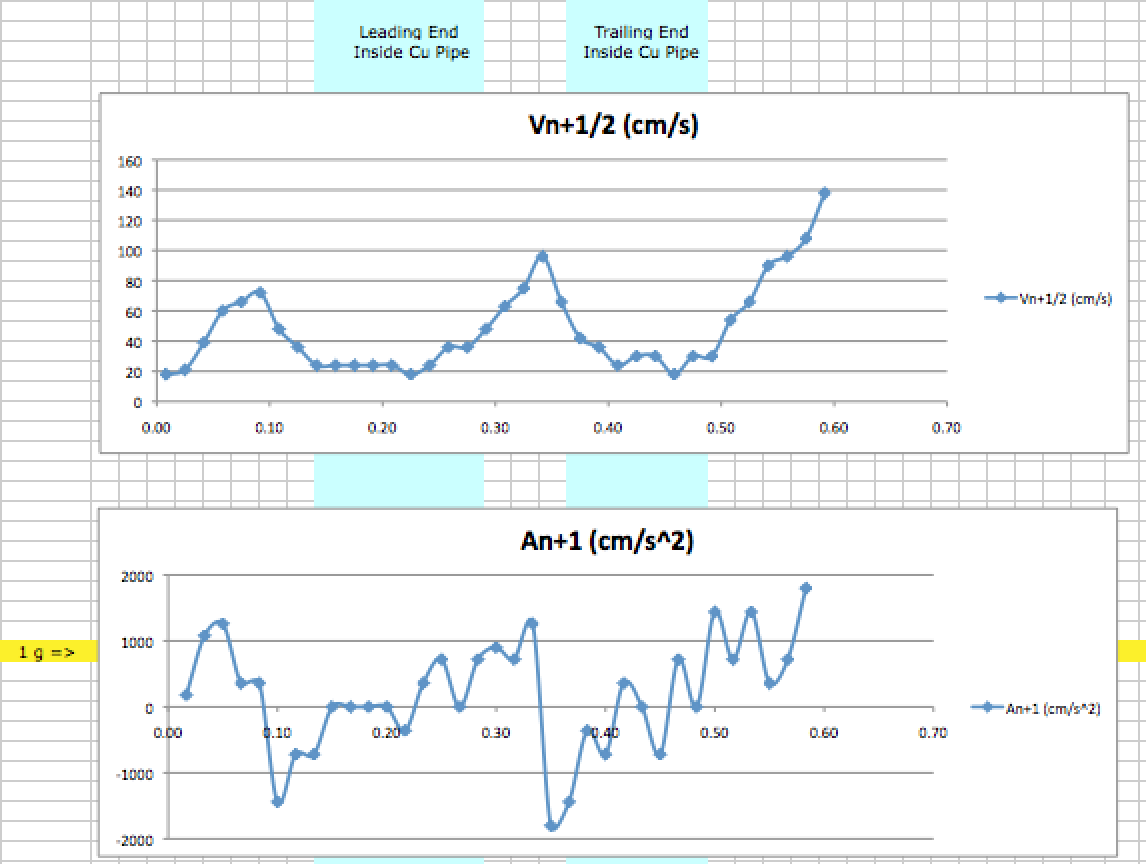 Leading End
Inside Cu Pipe
Trailing End
Inside Cu Pipe
Vn+1/2 (cm/s)
160
140
120
100
80
60
40
20
0
0.00 0.10 0.20 0.30 0.40 0.50 0.60 0.70
Vn+1/2 (cm/s)
An+1 (cm/s^2)
2000
1000
1 g =>
0
-1000
-2000
0.00 0.10 0.20 0.30 0.40 0.50 0.60 0.70
An+1 (cm/s^2)